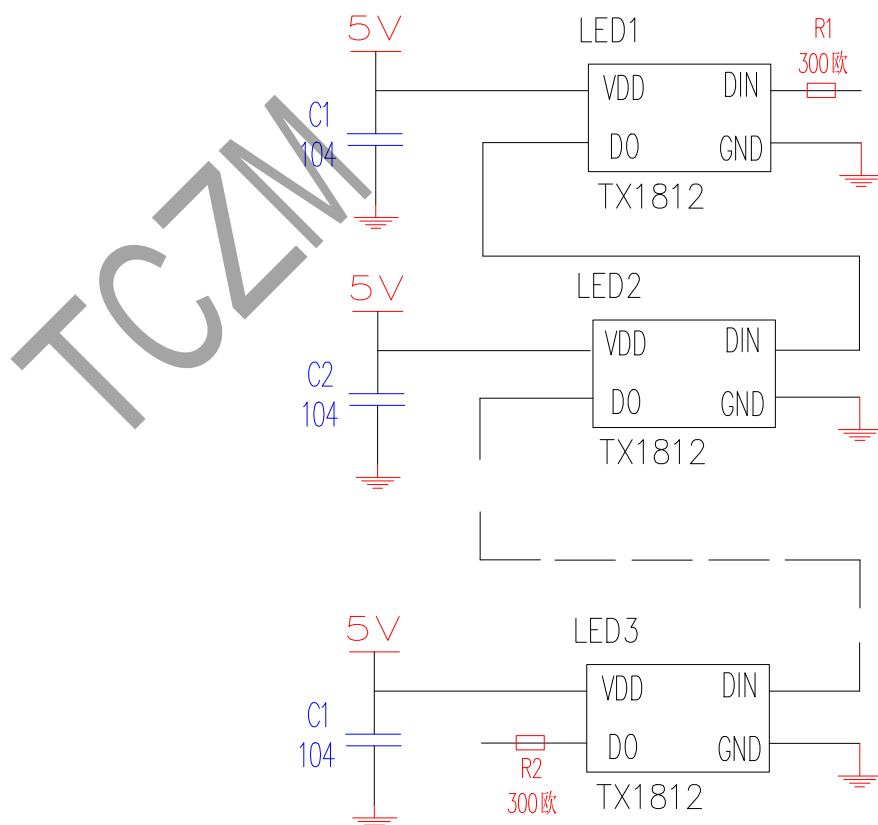 5V
LED1
R1
300欧
C1
104
VDD
DIN
DO
GND
TX1812
TCZM
5V
LED2
C2
104
VDD
DIN
DO
GND
TX1812
5V
LED3
C1
104
VDD
DIN
DO
GND
R2
300欧
TX1812